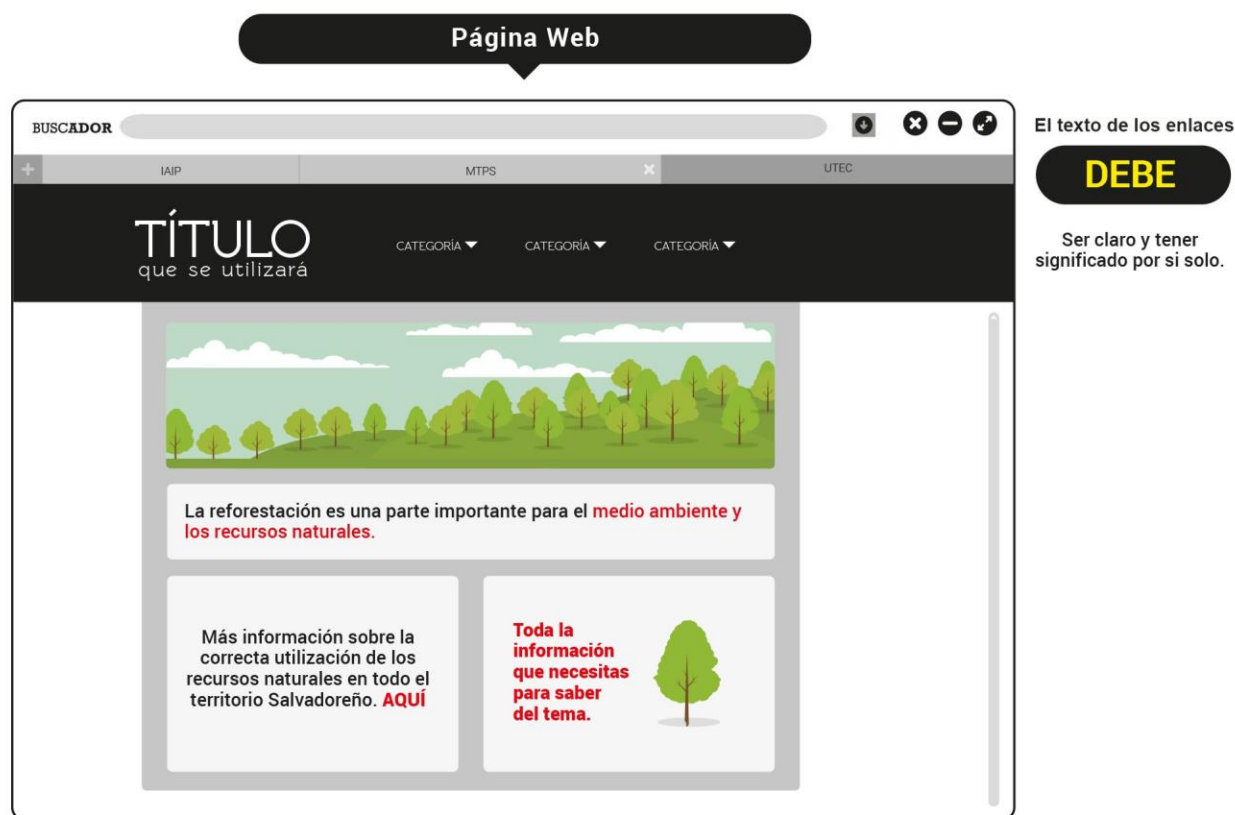 Página Web
BUSCADOR
IAIP
MTPS
UTEC
TÍTULO
que se utilizará
CATEGORÍA
CATEGORÍA
CATEGORÍA
La reforestación es una parte importante para el medio ambiente y
los recursos naturales.
Más información sobre la
correcta utilización de los
recursos naturales en todo el
territorio Salvadoreño. AQUÍ
Toda la
información
que necesitas
para saber
del tema.
El texto de los enlaces
DEBE
Ser claro y tener
significado por si solo.